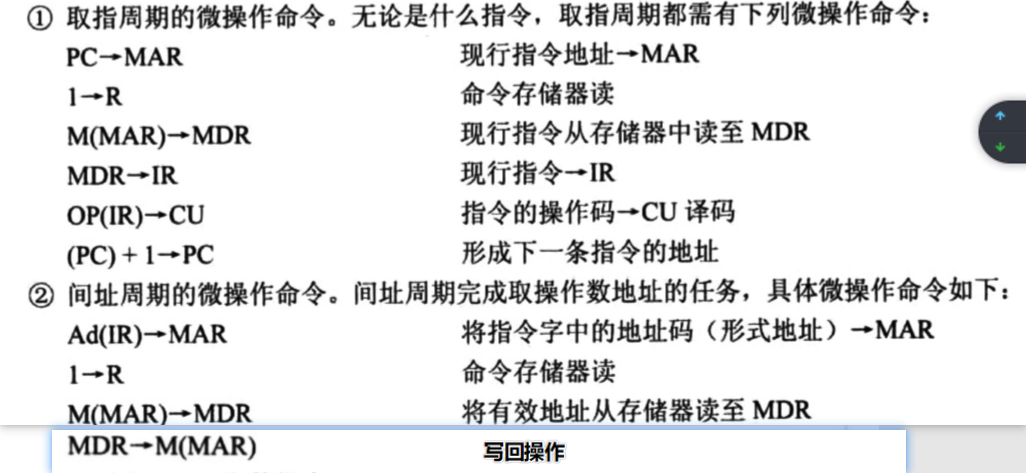 ① 取指周期的微操作命令。无论是什么指令，取指周期都需有下列微操作命令：
PC→MAR 现行指令地址→MAR
1→R 命令存储器读
M(MAR)→MDR 现行指令从存储器中读至 MDR
MDR→IR 现行指令→IR
OP(IR)→CU 指令的操作码→CU 译码
(PC) + 1→PC 形成下一条指令的地址
② 间址周期的微操作命令。间址周期完成取操作数地址的任务，具体微操作命令如下：
Ad(IR)→MAR 将指令字中的地址码（形式地址）→MAR
1→R 命令存储器读
M(MAR)→MDR 将有效地址从存储器读至 MDR
MDR→M(MAR) 写回操作